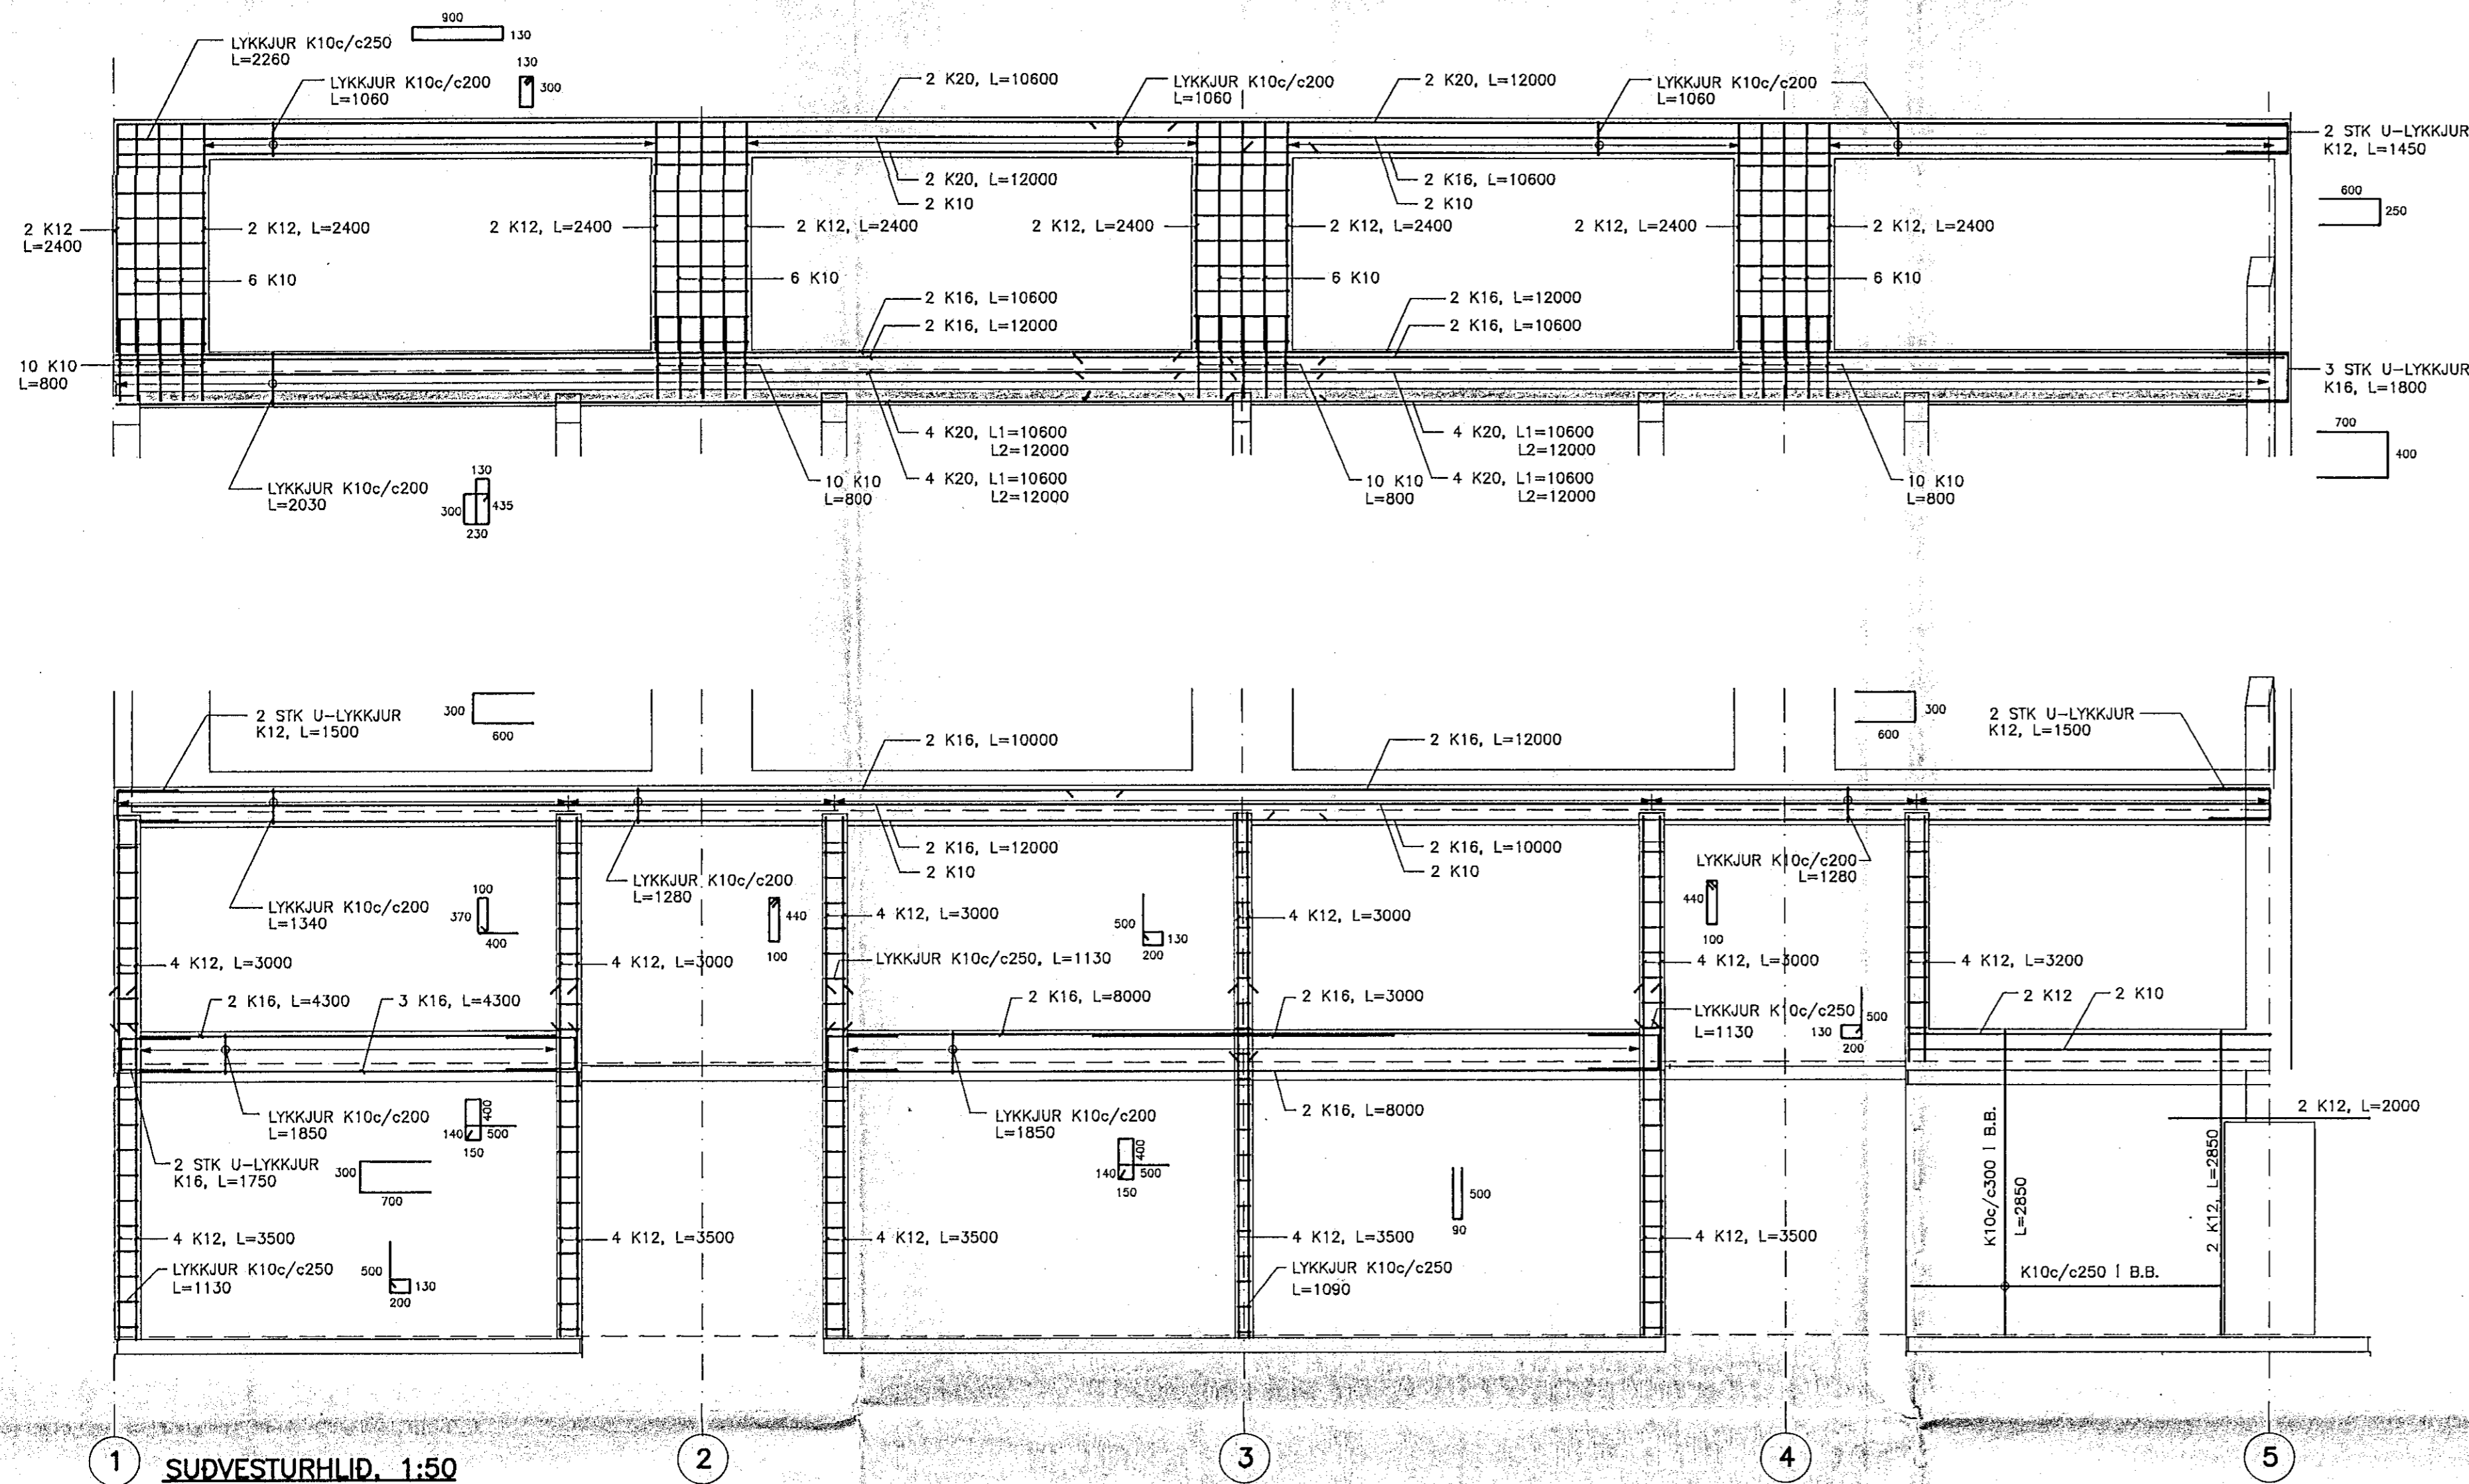 900
130
LYKKJUR K10c/c250
L=2260
130
300
LYKKJUR K10c/c200
L=1060
2 K20, L=10600
LYKKJUR K10c/c200
L=1060
2 K20, L=12000
LYKKJUR K10c/c200
L=1060
2 STK U-LYKKJUR
K12, L=1450
2 K20, L=12000
2 K10
2 K16, L=10600
2 K10
600
250
2 K12
L=2400
2 K12, L=2400
2 K12, L=2400
2 K12, L=2400
2 K12, L=2400
2 K12, L=2400
2 K12, L=2400
2 K12, L=2400
6 K10
6 K10
6 K10
6 K10
2 K16, L=10600
2 K16, L=12000
2 K16, L=12000
2 K16, L=10600
10 K10
L=800
3 STK U-LYKKJUR
K16, L=1800
4 K20, L1=10600
L2=12000
4 K20, L1=10600
L2=12000
700
400
LYKKJUR K10c/c200
L=2030
130
300
435
230
10 K10
L=800
4 K20, L1=10600
L2=12000
10 K10
L=800
4 K20, L1=10600
L2=12000
10 K10
L=800
2 STK U-LYKKJUR
K12, L=1500
300
600
2 K16, L=10000
2 K16, L=12000
300
600
2 STK U-LYKKJUR
K12, L=1500
2 K16, L=12000
2 K10
2 K16, L=10000
2 K10
LYKKJUR K10c/c200
L=1340
100
370
400
LYKKJUR K10c/c200
L=1280
440
100
4 K12, L=3000
500
130
200
4 K12, L=3000
LYKKJUR K10c/c200
L=1280
440
100
4 K12, L=3000
4 K12, L=3000
LYKKJUR K10c/c250, L=1130
4 K12, L=3000
4 K12, L=3200
2 K16, L=4300
3 K16, L=4300
2 K16, L=8000
2 K16, L=3000
LYKKJUR K10c/c250
L=1130
500
130
200
2 K12
2 K10
LYKKJUR K10c/c200
L=1850
400
140
500
150
LYKKJUR K10c/c200
L=1850
400
140
500
150
2 K16, L=8000
2 K12, L=2000
2 STK U-LYKKJUR
K16, L=1750
300
700
500
90
K10c/c300 I B.B.
L=2850
2 K12, L=2850
4 K12, L=3500
4 K12, L=3500
4 K12, L=3500
4 K12, L=3500
4 K12, L=3500
LYKKJUR K10c/c250
L=1130
500
130
200
LYKKJUR K10c/c250
L=1090
K10c/c250 I B.B.
1
2
3
4
5
SUÐVESTURHLIÐ, 1:50